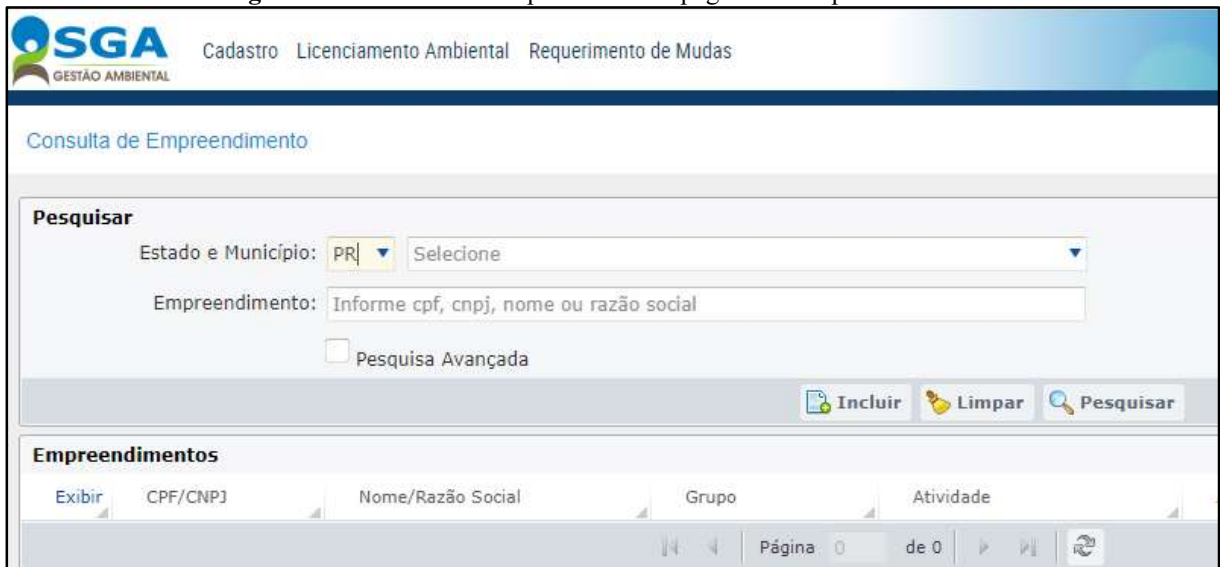 SGA
GESTÃO AMBIENTAL
Cadastro Licenciamento Ambiental Requerimento de Mudas
Consulta de Empreendimento
Pesquisar
Estado e Município: PR Selecione
Empreendimento: Informe cpf, cnpj, nome ou razão social
Pesquisa Avançada
Incluir Limpar Pesquisar
Empreendimentos
Exibir CPF/CNPJ Nome/Razão Social Grupo Atividade
Página 0 de 0